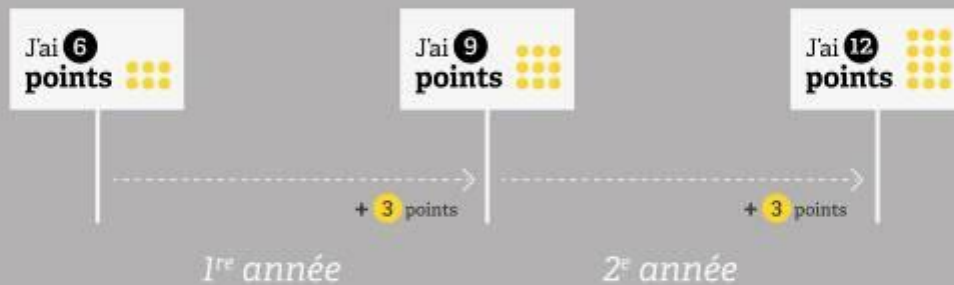 J'ai 6
points
J'ai 9
points
J'ai 12
points
+ 3 points
+ 3 points
1re année
2e année